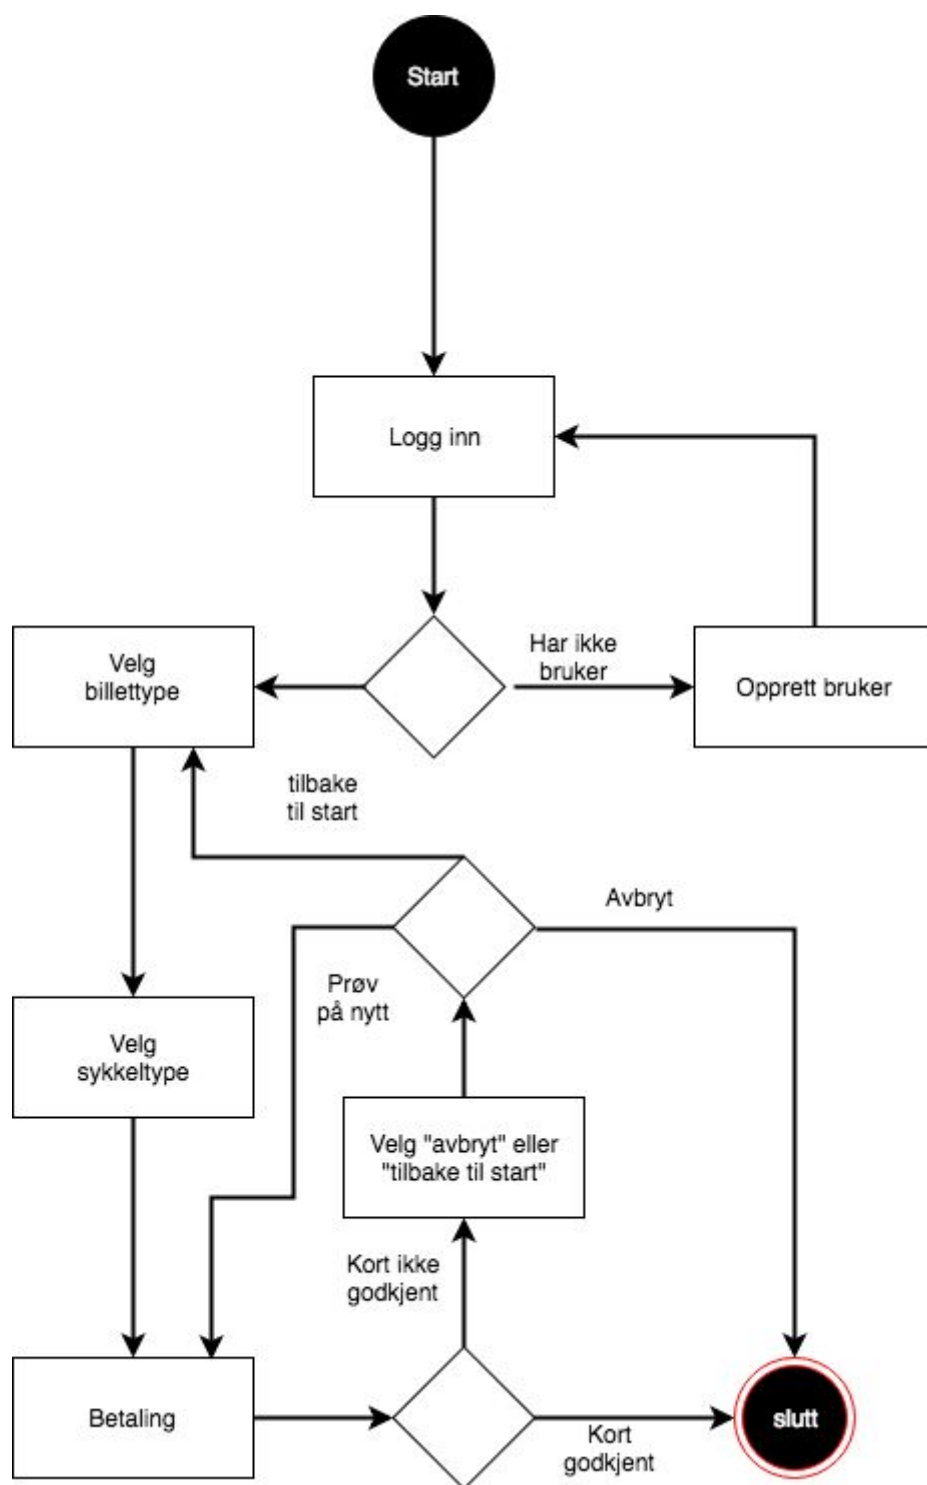 Start
Logg inn
Har ikke
bruker
Velg
billettype
Opprett bruker
tilbake
til start
Avbryt
Prøv
på nytt
Velg
sykkeltype
Velg "avbryt" eller
"tilbake til start"
Kort ikke
godkjent
Betaling
Kort
godkjent
slutt